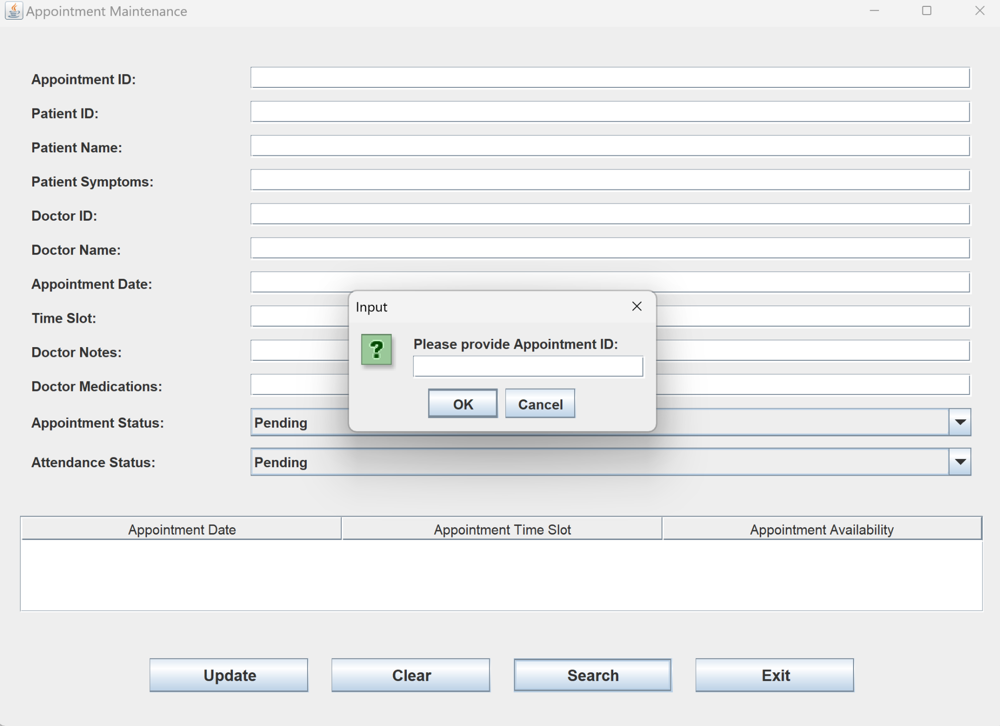 Appointment Maintenance
Appointment ID:
Patient ID:
Patient Name:
Patient Symptoms:
Doctor ID:
Doctor Name:
Appointment Date:
Time Slot:
Doctor Notes:
Doctor Medications:
Appointment Status: Pending
Attendance Status: Pending
Input
?
Please provide Appointment ID:
OK Cancel
Appointment Date Appointment Time Slot Appointment Availability
Update Clear Search Exit